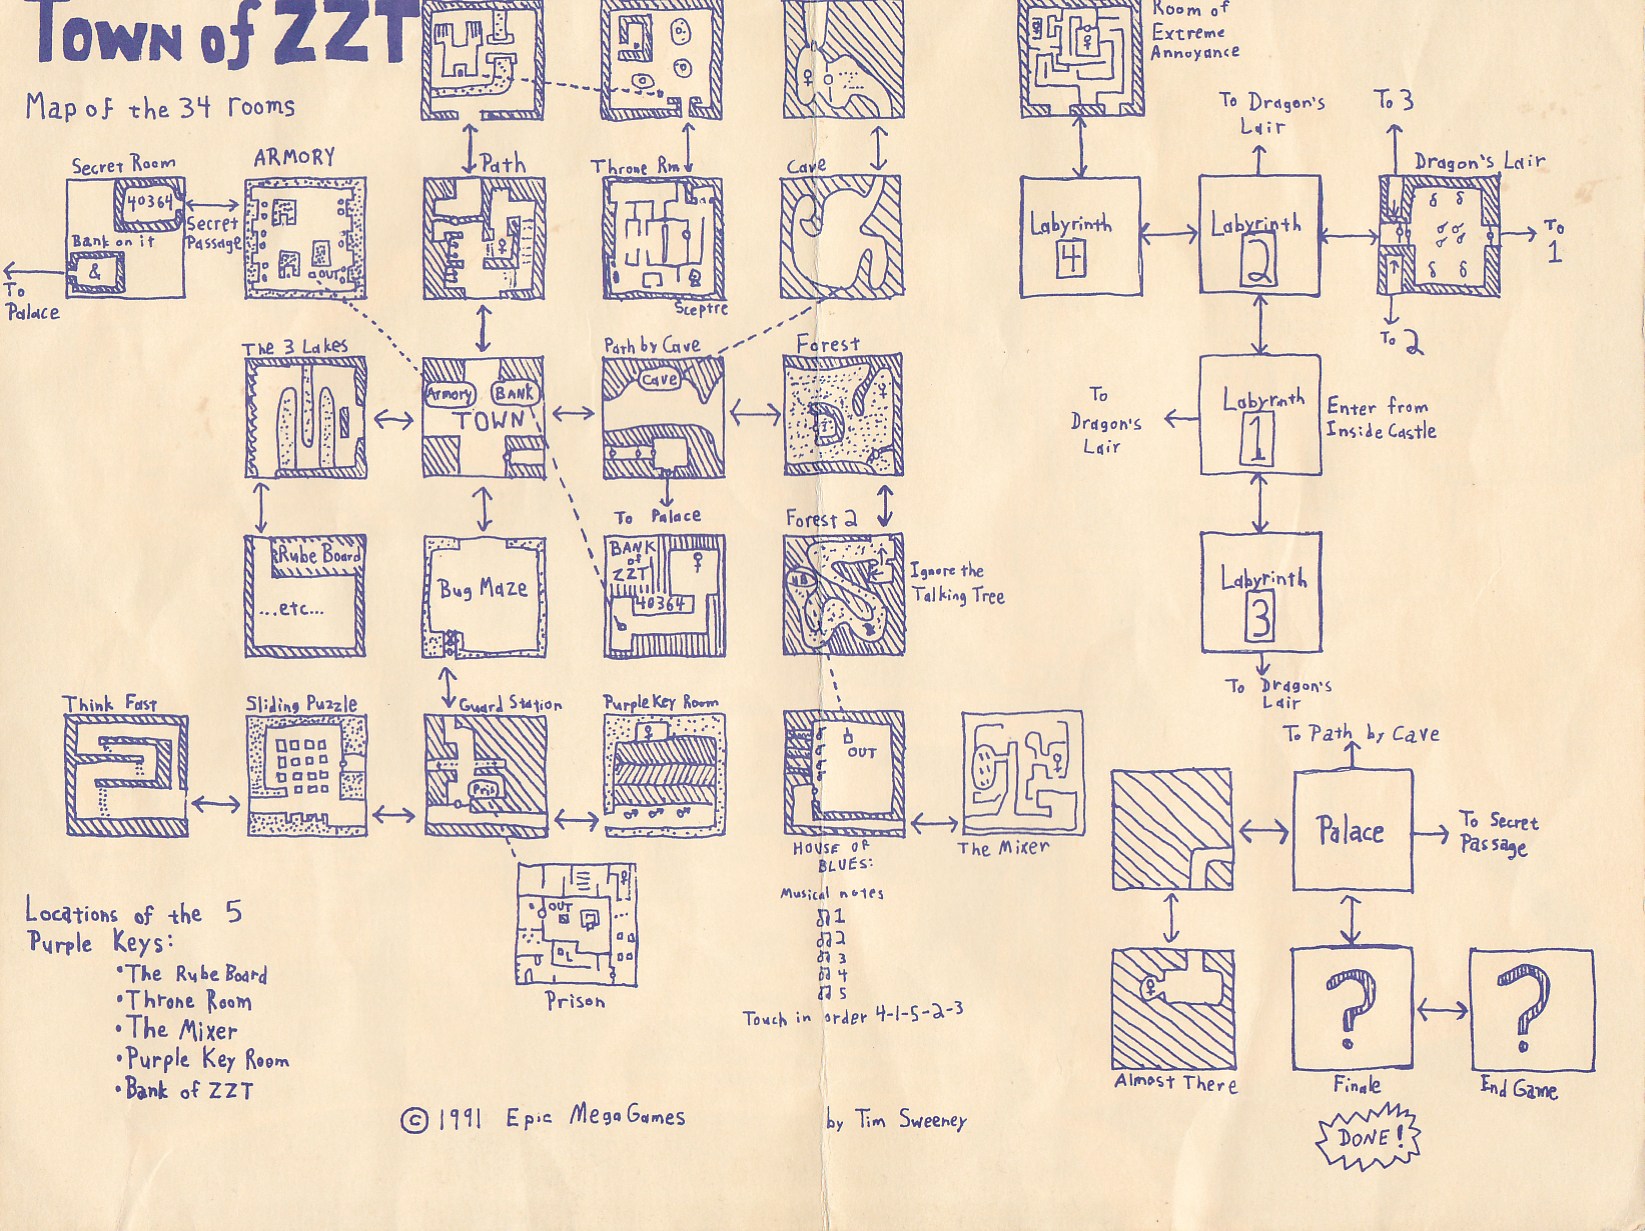 TOWN of ZZT
Map of the 34 rooms
Room of
Extreme
Annoyance
To Dragon's
Lair
To 3
Secret Room
ARMORY
Path
Throne Rm
Cave
Dragon's Lair
40364
Secret
Passage
Bank on it
&
OUT
To
Palace
Sceptre
Labyrinth
4
Labyrinth
2
To
1
To 2
The 3 Lakes
Armory
BANK
TOWN
Path by Cave
Cave
Forest
To
Dragon's
Lair
Labyrinth
1
Enter from
Inside Castle
To Palace
Forest 2
Rube Board
...etc...
Bug Maze
BANK
of
ZZT
40364
HB
Ignore the
Talking Tree
Labyrinth
3
To Dragon's
Lair
Think Fast
Sliding Puzzle
Guard Station
Pris
Purple Key Room
OUT
HOUSE OF
BLUES:
The Mixer
To Path by Cave
Palace
To Secret
Passage
Musical notes
♫ 1
♫ 2
♫ 3
♫ 4
♫ 5
Touch in order 4-1-5-2-3
OUT
Prison
Locations of the 5
Purple Keys:
•The Rube Board
•Throne Room
•The Mixer
•Purple Key Room
•Bank of ZZT
Almost There
?
Finale
?
End Game
DONE!
© 1991 Epic MegaGames
by Tim Sweeney